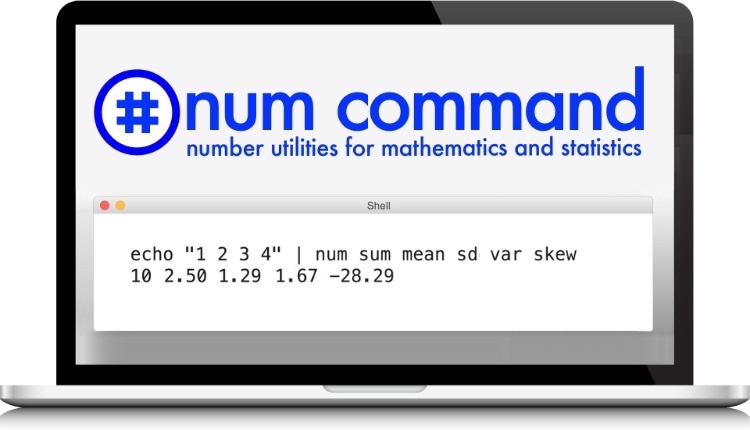 # num command
number utilities for mathematics and statistics
Shell
echo "1 2 3 4" | num sum mean sd var skew
10 2.50 1.29 1.67 -28.29